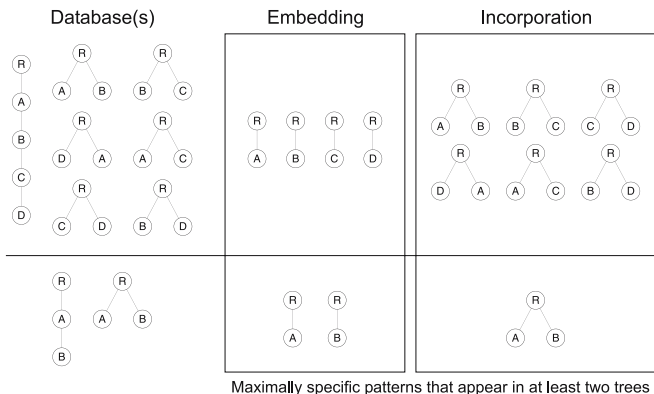 Database(s) Embedding Incorporation
R R R
A B B C
A
R R R R R R R
B D A A C A B B C C D
R R A B C D R R R
C
D C D B D D A A C B D
R R R R R
A A B A B A B
B
Maximally specific patterns that appear in at least two trees